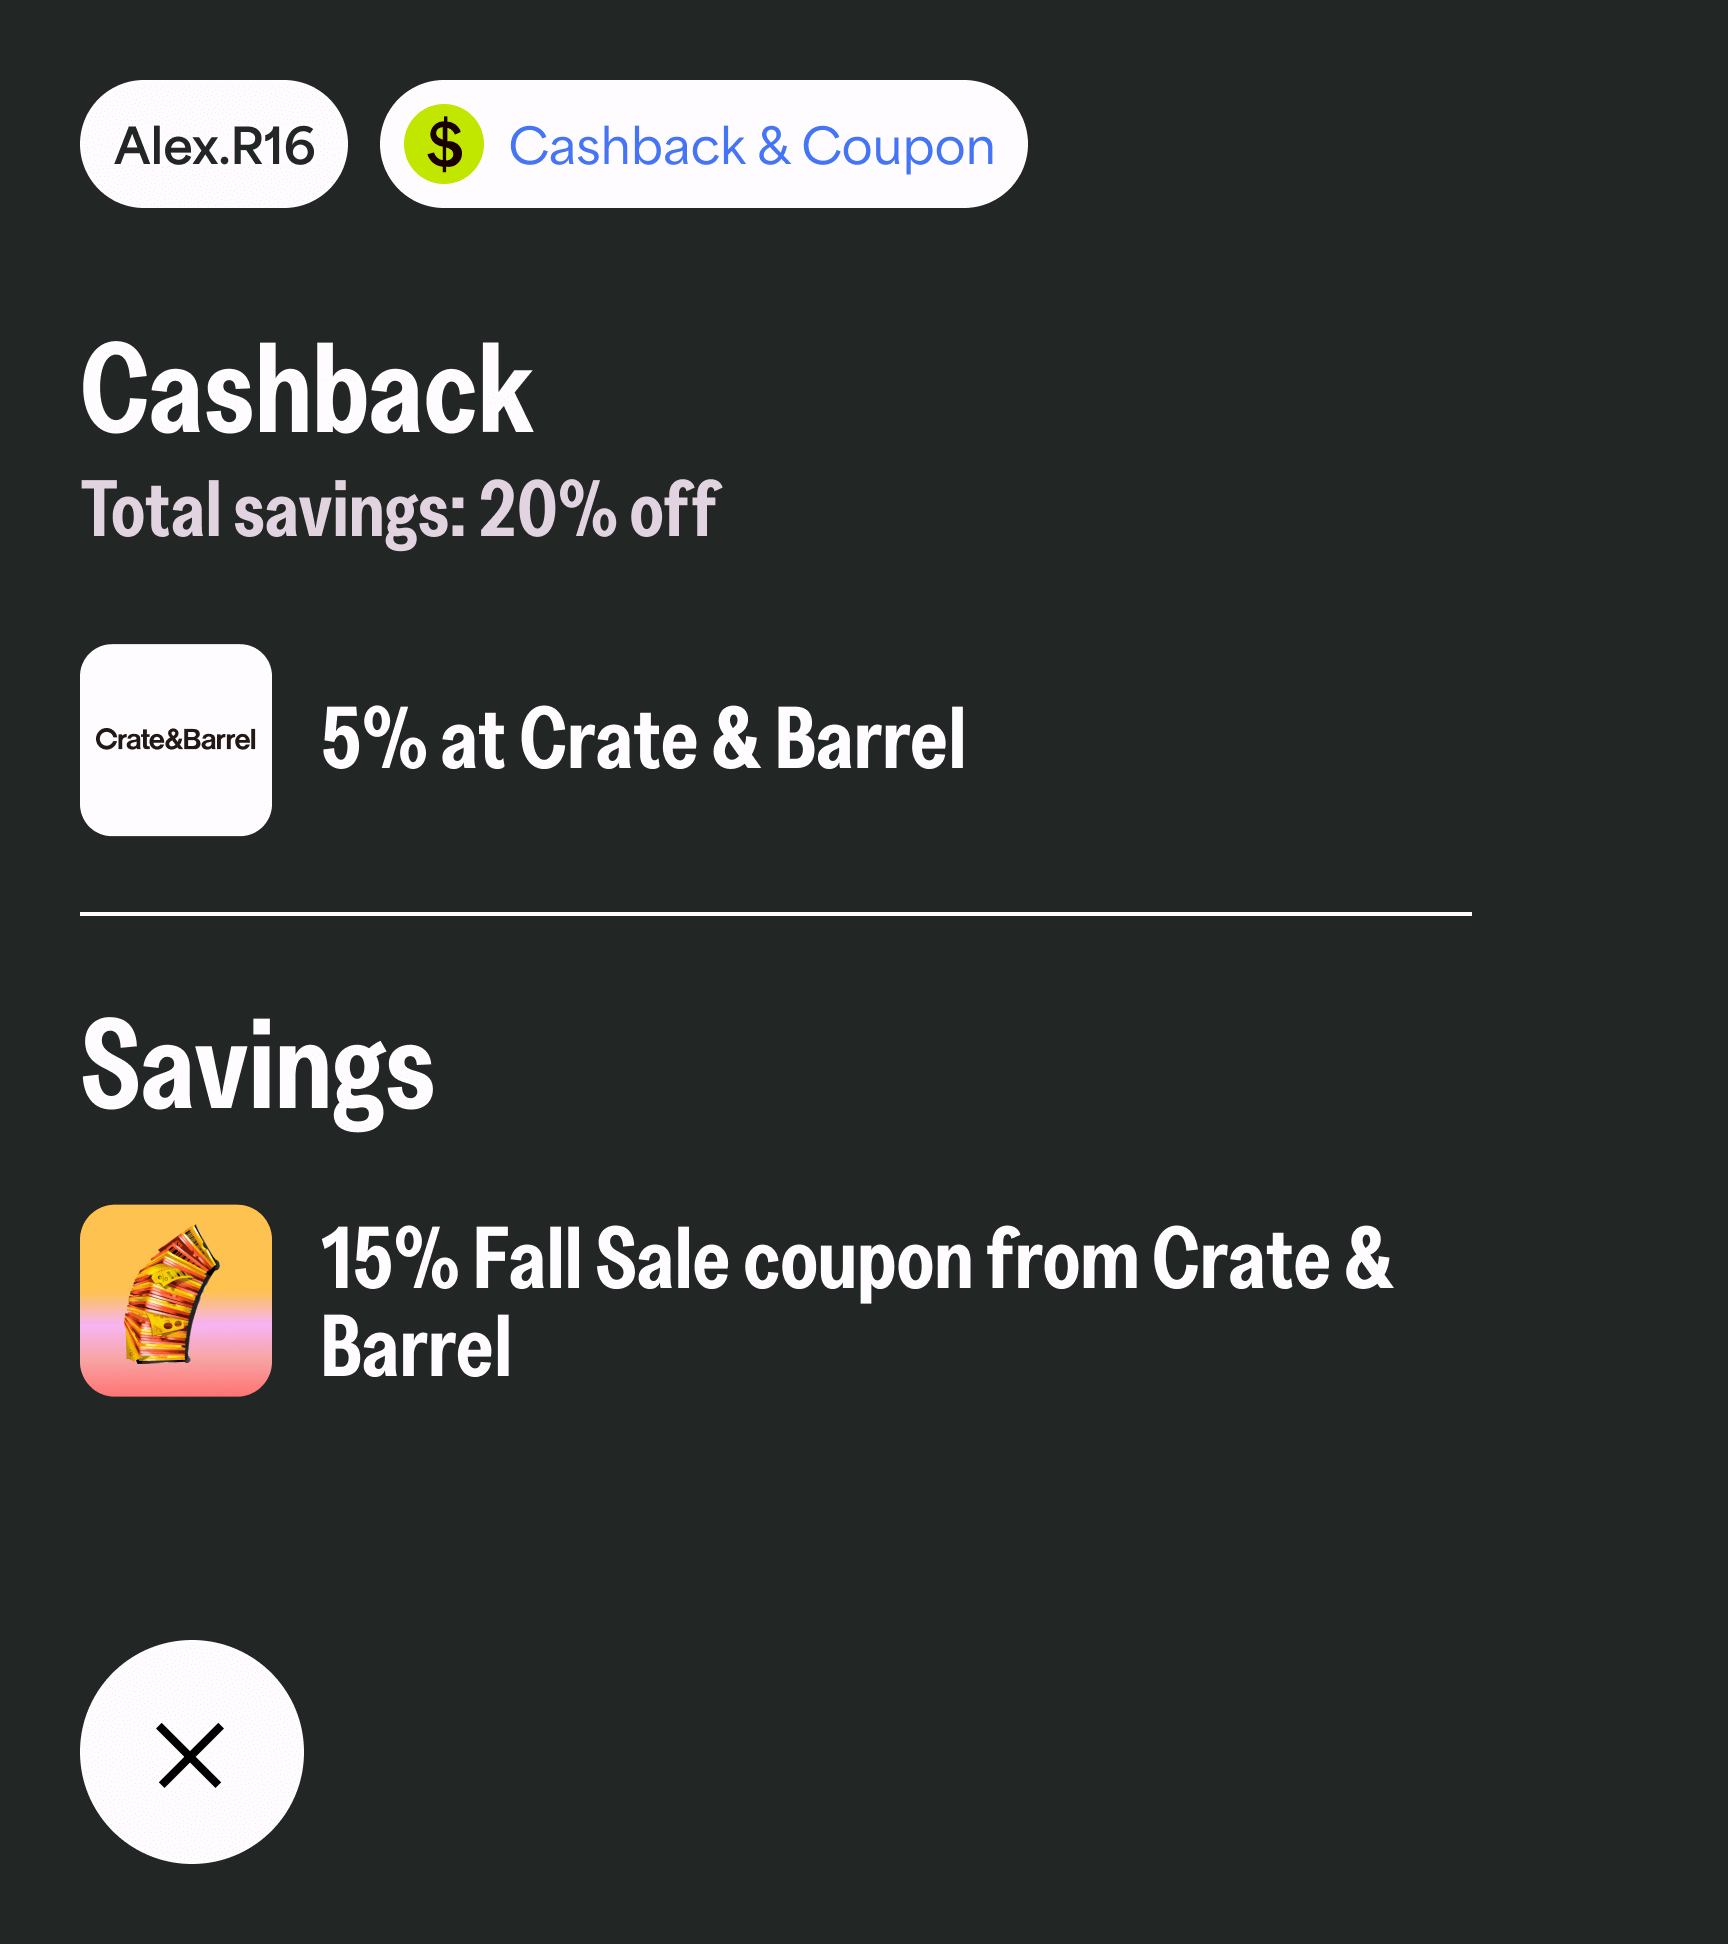 Alex.R16
$ Cashback & Coupon
Cashback
Total savings: 20% off
Crate&Barrel
5% at Crate & Barrel
Savings
15% Fall Sale coupon from Crate &
Barrel